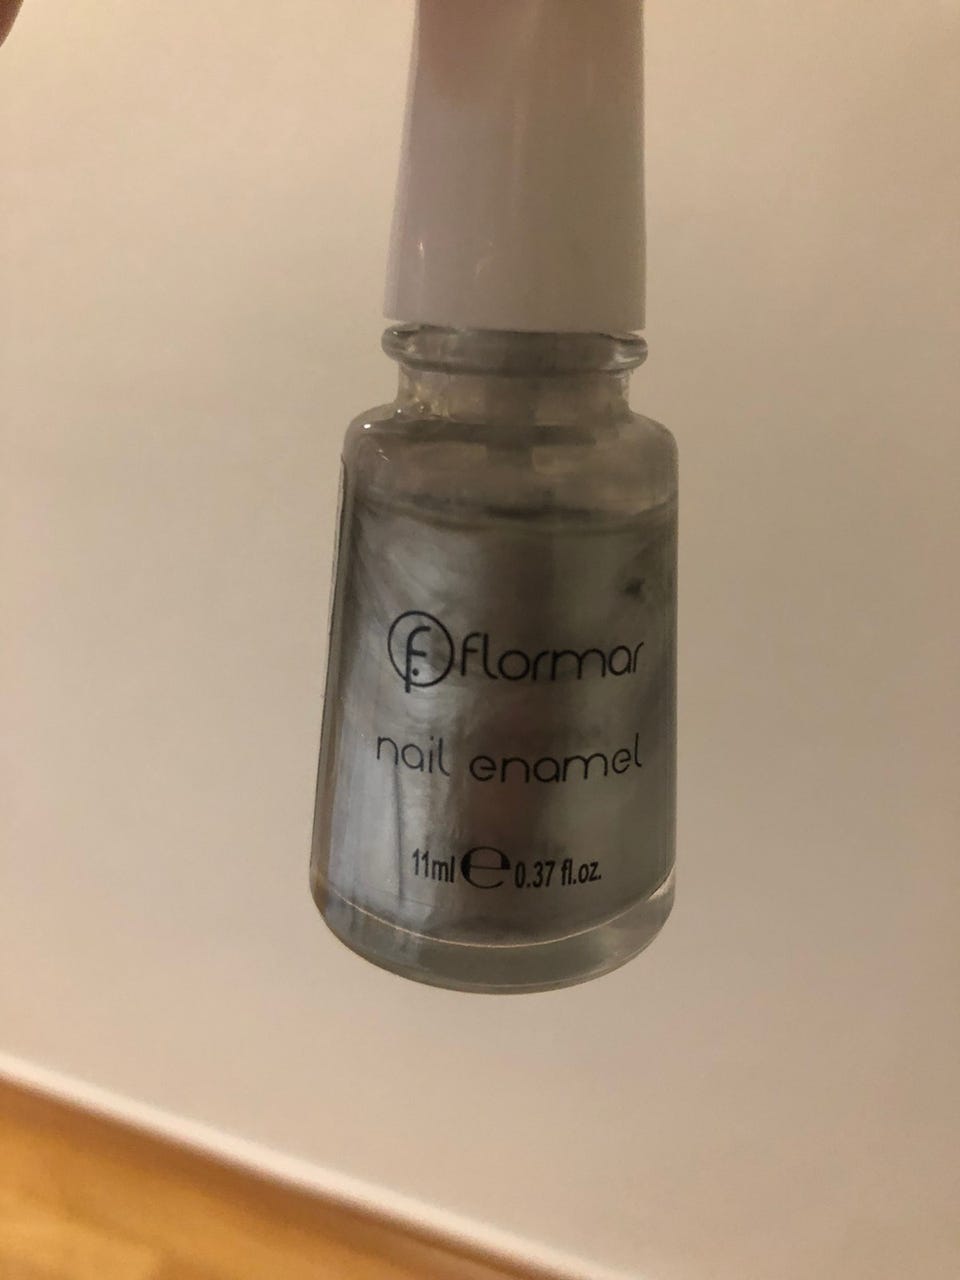 f. flormar
nail enamel
11ml e 0.37 fl.oz.